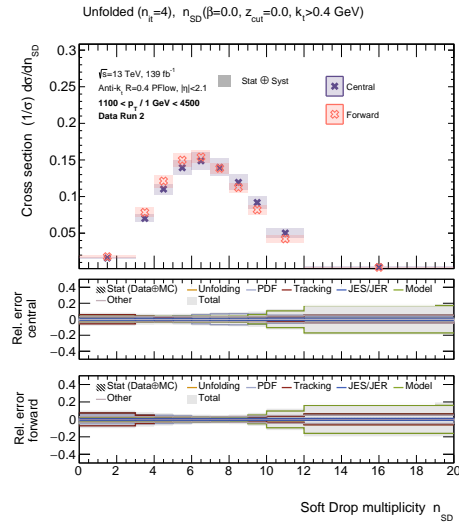 Unfolded (n_it=4), n_SD(β=0.0, z_cut=0.0, k_t>0.4 GeV)
Cross section (1/σ) dσ/dn_SD
0.3
0.25
0.2
0.15
0.1
0.05
√s=13 TeV, 139 fb⁻¹
Anti-k_t R=0.4 PFlow, |η|<2.1
1100 < p_T / 1 GeV < 4500
Data Run 2
Stat ⊕ Syst
Central
Forward
Rel. error
central
0.4
0.2
0
−0.2
−0.4
Stat (Data⊕MC) Unfolding PDF Tracking JES/JER Model
Other Total
Rel. error
forward
0.4
0.2
0
−0.2
−0.4
Stat (Data⊕MC) Unfolding PDF Tracking JES/JER Model
Other Total
0 2 4 6 8 10 12 14 16 18 20
Soft Drop multiplicity n_SD